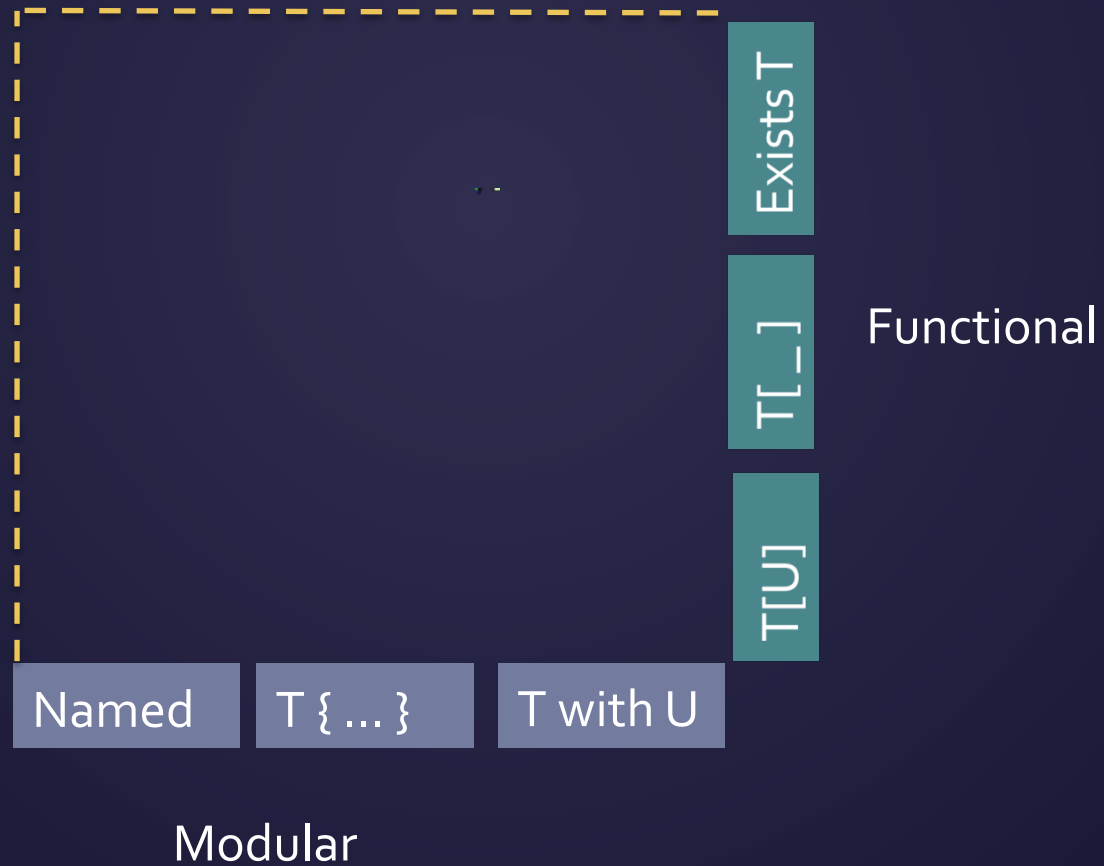 Exists T
T[ _ ]
Functional
T[U]
Named
T { … }
T with U
Modular